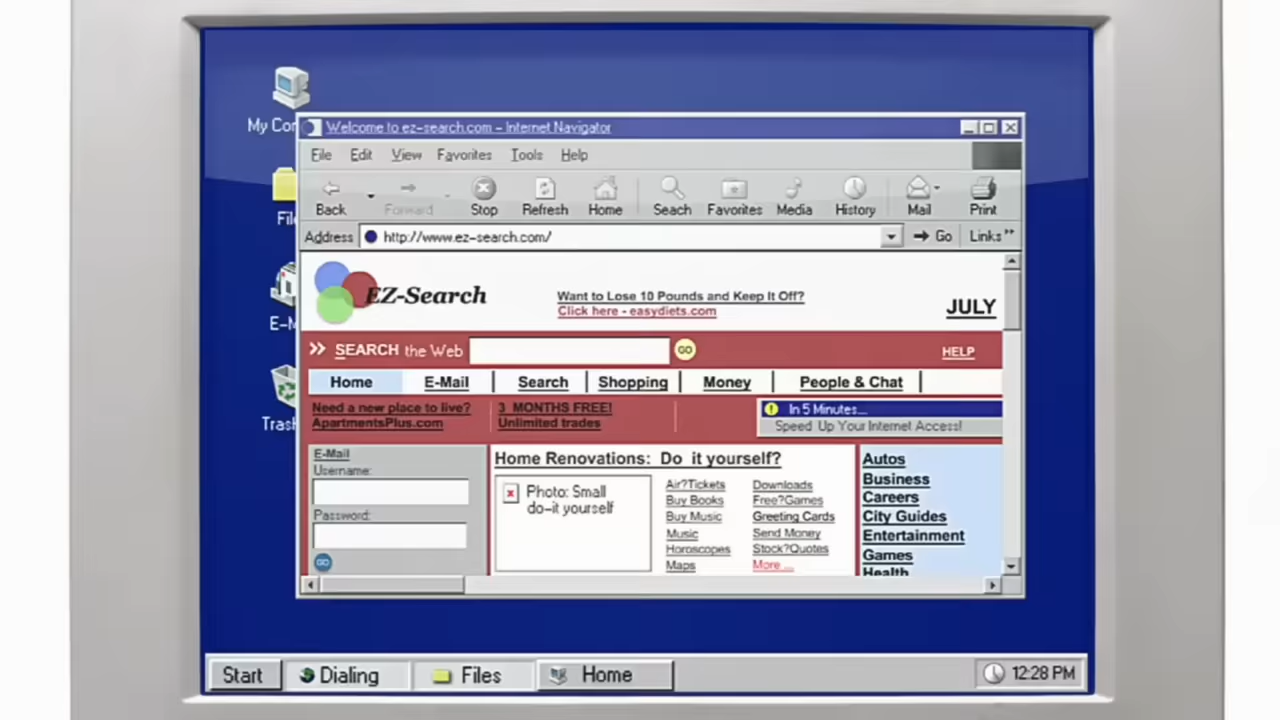 My Co
Welcome to ez-search.com - Internet Navigator
File Edit View Favorites Tools Help
Back Forward Stop Refresh Home Seach Favorites Media History Mail Print
Address http://www.ez-search.com/ Go Links
EZ-Search
Want to Lose 10 Pounds and Keep It Off?
Click here - easydiets.com
JULY
SEARCH the Web GO HELP
Home E-Mail Search Shopping Money People & Chat
Need a new place to live?
ApartmentsPlus.com
3 MONTHS FREE!
Unlimited trades
In 5 Minutes...
Speed Up Your Internet Access!
E-Mail
Username:
Password:
GO
Home Renovations: Do it yourself?
Photo: Small
do-it yourself
Air?Tickets
Buy Books
Buy Music
Music
Horoscopes
Maps
Downloads
Free?Games
Greeting Cards
Send Money
Stock?Quotes
More ...
Autos
Business
Careers
City Guides
Entertainment
Games
Health
Fil
E-M
Tras
Start Dialing Files Home 12:28 PM